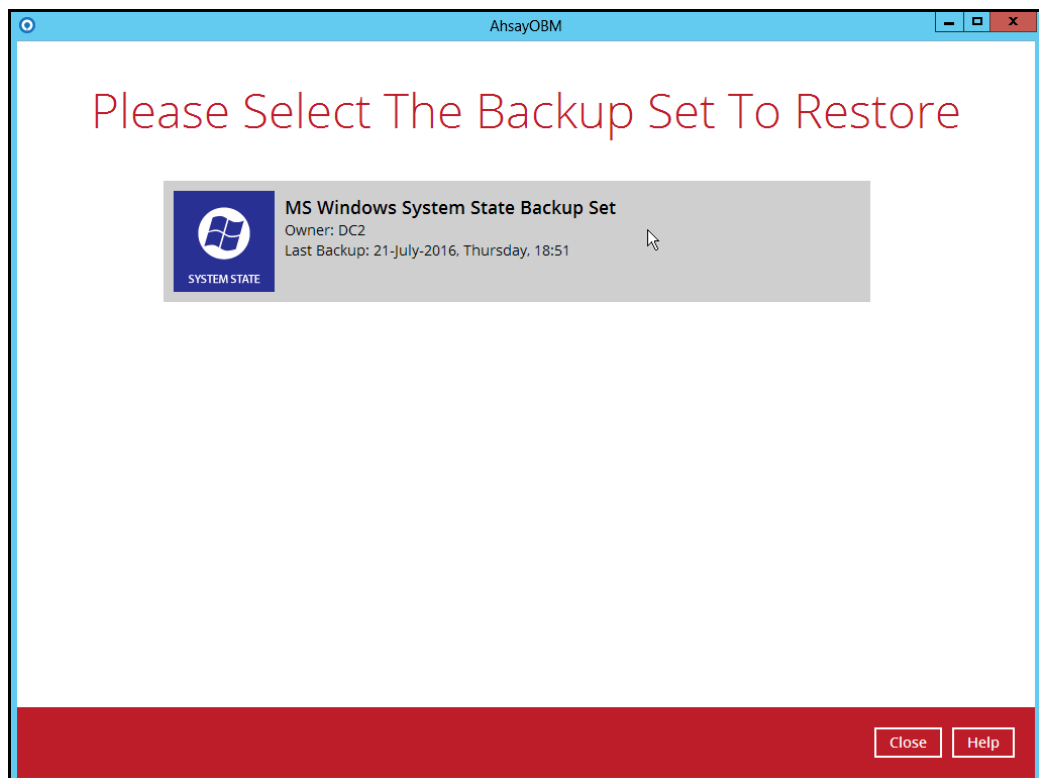 AhsayOBM
Please Select The Backup Set To Restore
MS Windows System State Backup Set
Owner: DC2
Last Backup: 21-July-2016, Thursday, 18:51
SYSTEM STATE
Close Help